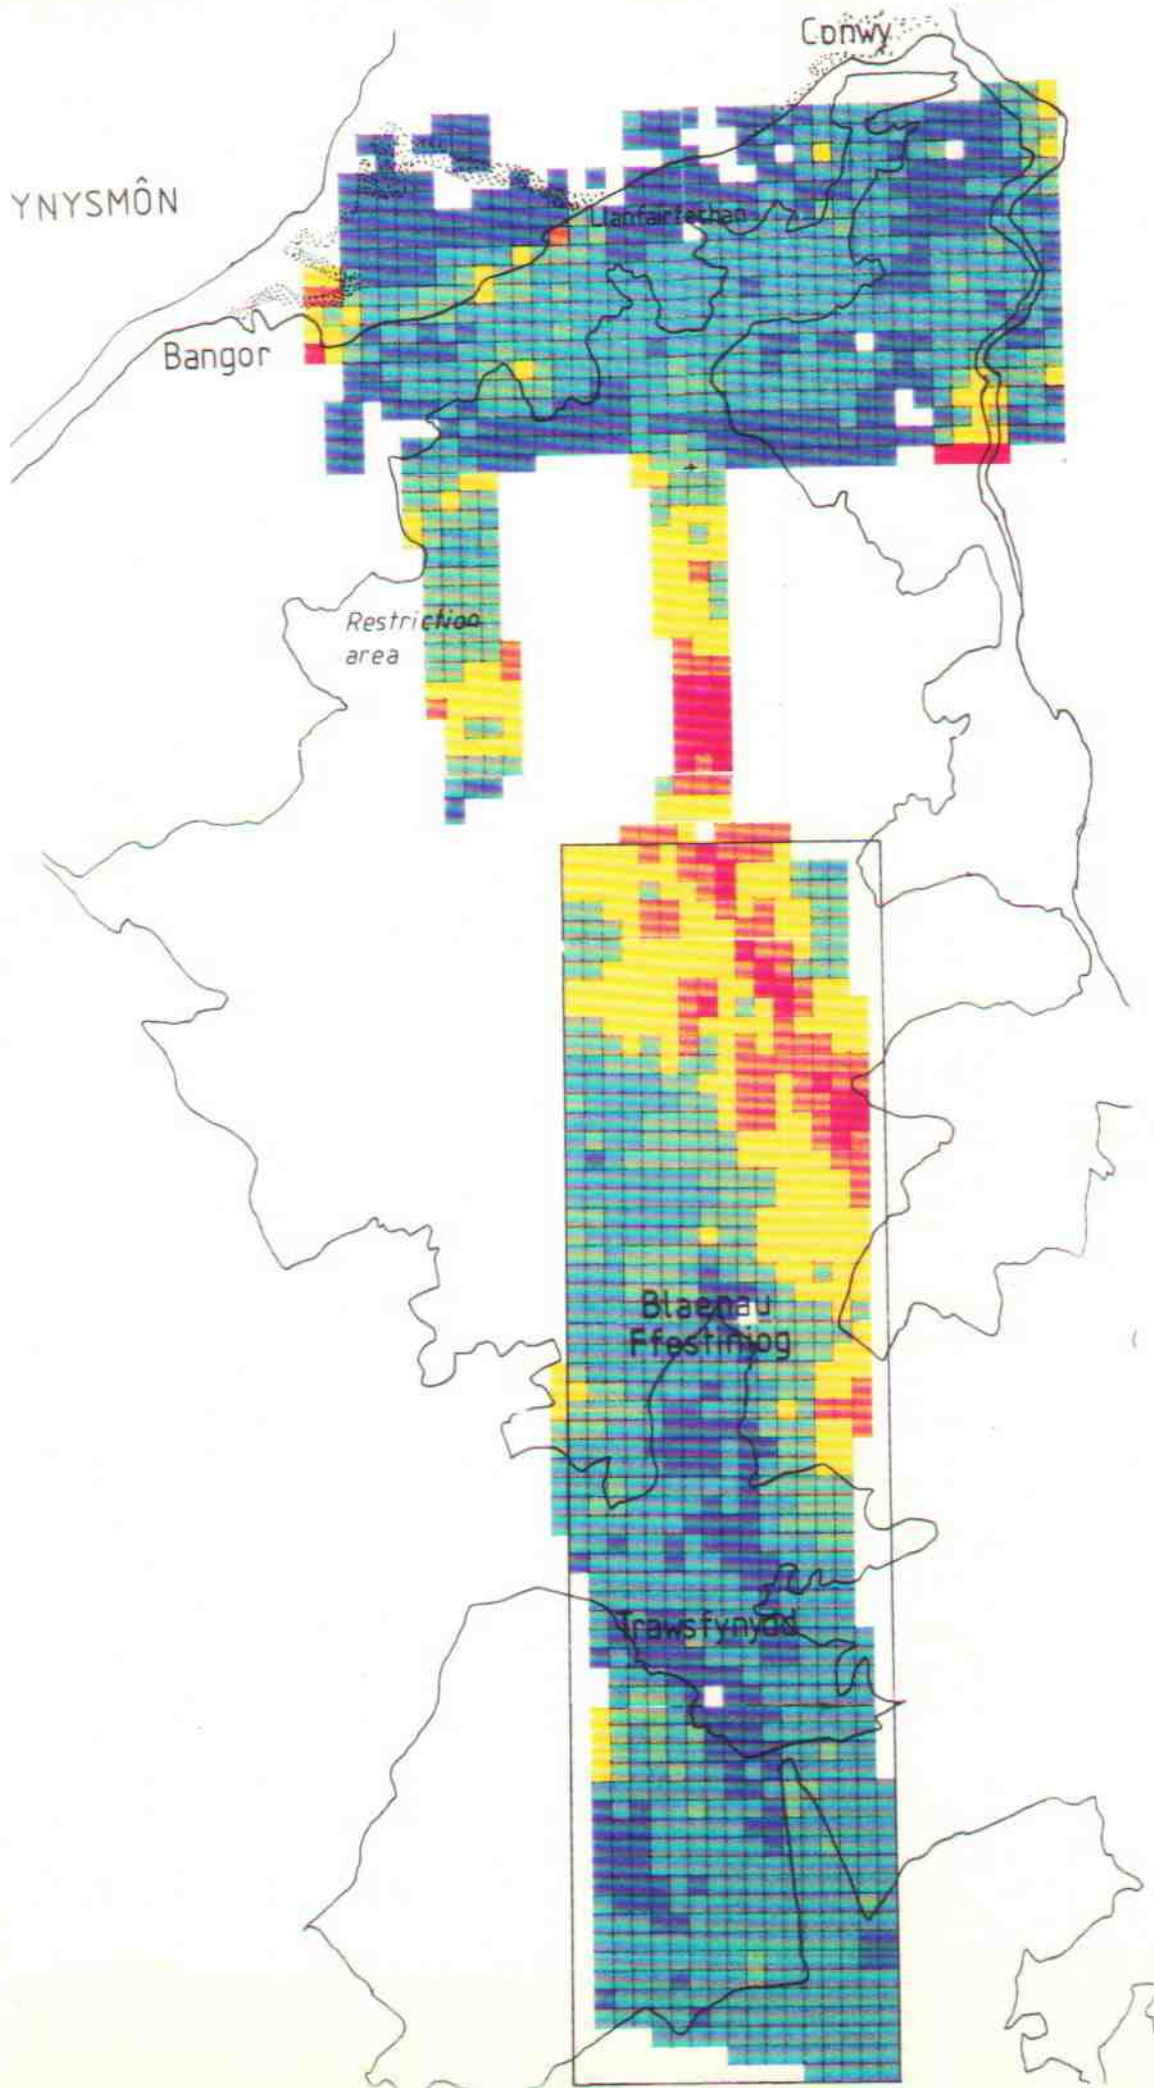 Conwy
YNYSMÔN
Llanfairfechan
Bangor
Restriction
area
Blaenau
Ffestiniog
Trawsfynydd